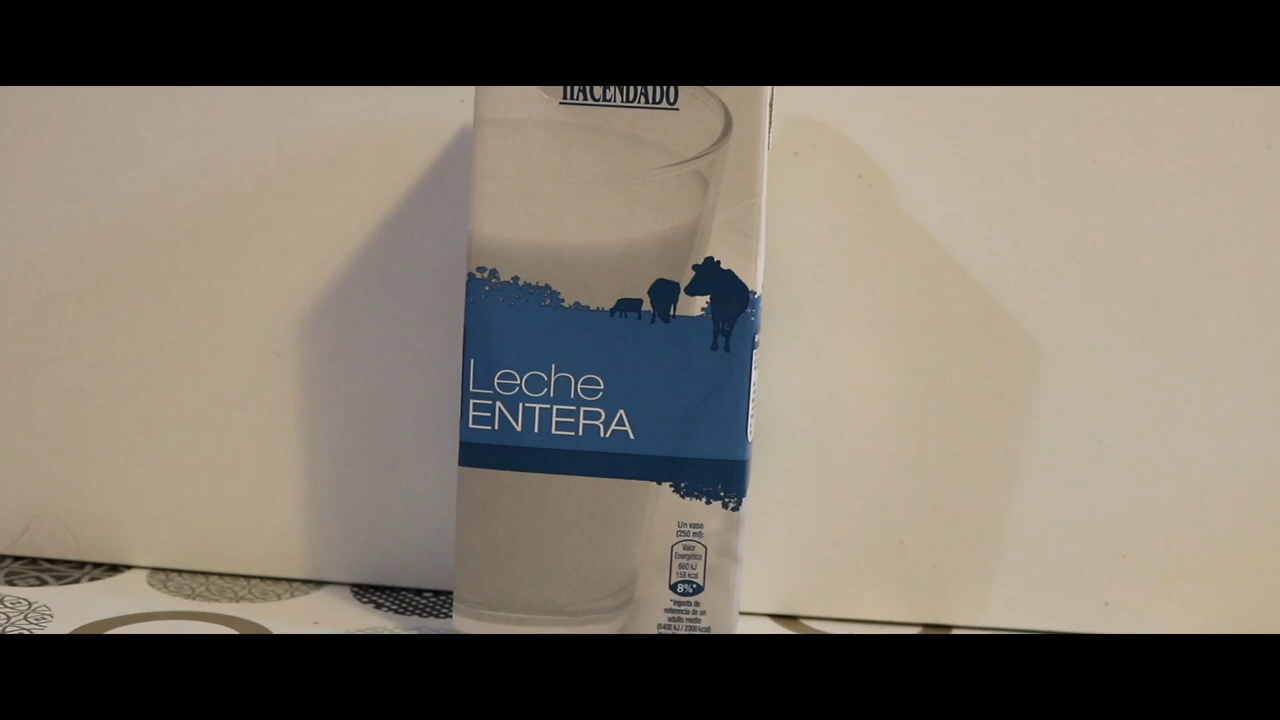 HACENDADO
Leche
ENTERA
Un vaso
(250 ml):
Valor
Energético
660 kJ
158 kcal
8%*
*Ingesta de
referencia de un
adulto medio
(8400 kJ / 2000 kcal)